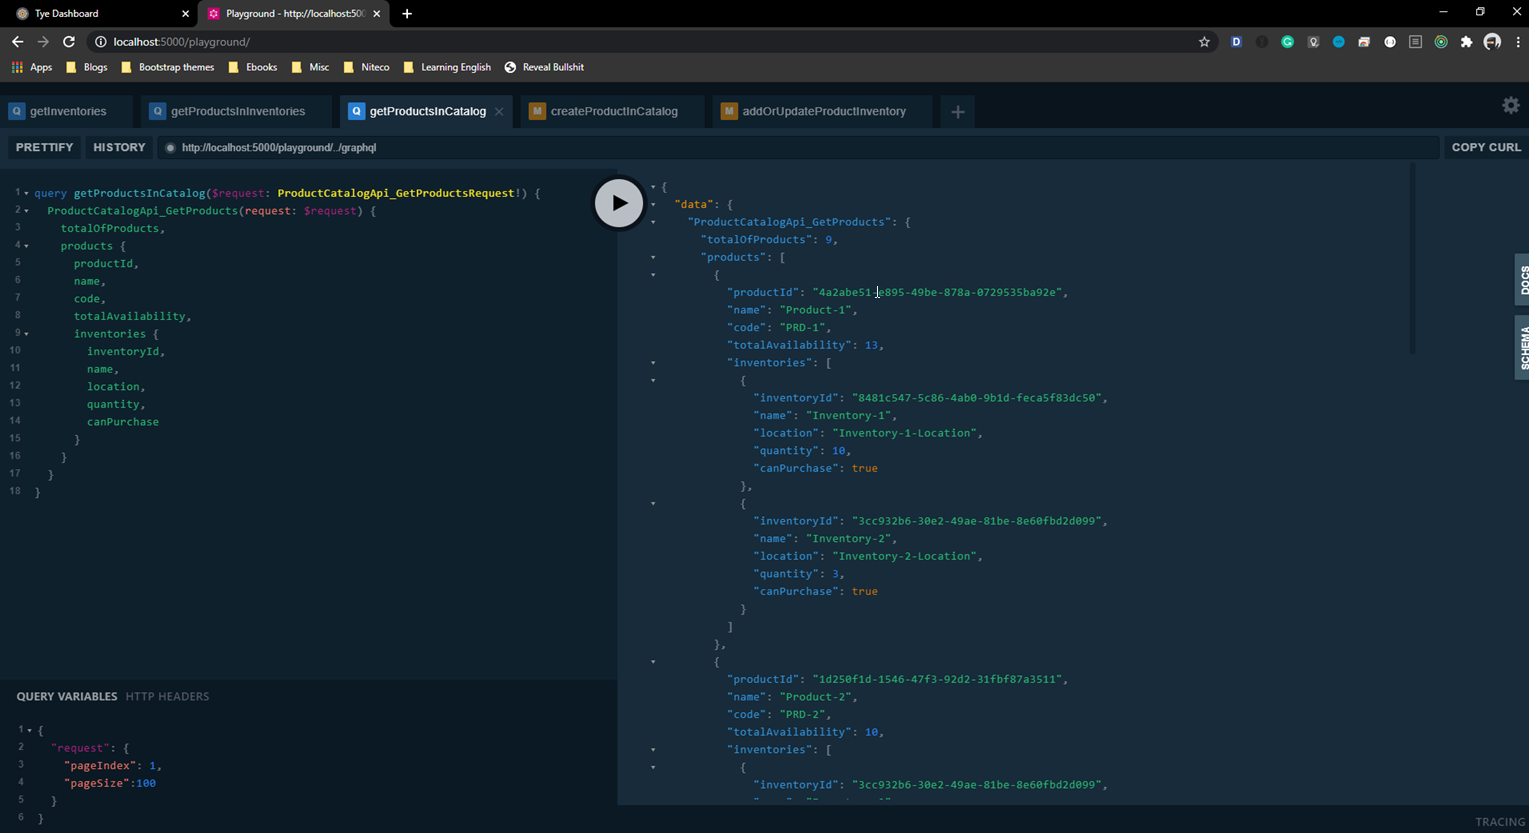 Tye Dashboard
Playground - http://localhost:500
localhost:5000/playground/
Apps Blogs Bootstrap themes Ebooks Misc Niteco Learning English Reveal Bullshit
Q getInventories Q getProductsInInventories Q getProductsInCatalog M createProductInCatalog M addOrUpdateProductInventory
PRETTIFY HISTORY http://localhost:5000/playground/../graphql COPY CURL
1 query getProductsInCatalog($request: ProductCatalogApi_GetProductsRequest!) {
2 ProductCatalogApi_GetProducts(request: $request) {
3 totalOfProducts,
4 products {
5 productId,
6 name,
7 code,
8 totalAvailability,
9 inventories {
10 inventoryId,
11 name,
12 location,
13 quantity,
14 canPurchase
15 }
16 }
17 }
18 }
QUERY VARIABLES HTTP HEADERS
1 {
2 "request": {
3 "pageIndex": 1,
4 "pageSize":100
5 }
6 }
{
"data": {
"ProductCatalogApi_GetProducts": {
"totalOfProducts": 9,
"products": [
{
"productId": "4a2abe51-e895-49be-878a-0729535ba92e",
"name": "Product-1",
"code": "PRD-1",
"totalAvailability": 13,
"inventories": [
{
"inventoryId": "8481c547-5c86-4ab0-9b1d-feca5f83dc50",
"name": "Inventory-1",
"location": "Inventory-1-Location",
"quantity": 10,
"canPurchase": true
},
{
"inventoryId": "3cc932b6-30e2-49ae-81be-8e60fbd2d099",
"name": "Inventory-2",
"location": "Inventory-2-Location",
"quantity": 3,
"canPurchase": true
}
]
},
{
"productId": "1d250f1d-1546-47f3-92d2-31fbf87a3511",
"name": "Product-2",
"code": "PRD-2",
"totalAvailability": 10,
"inventories": [
{
"inventoryId": "3cc932b6-30e2-49ae-81be-8e60fbd2d099",
DOCS
SCHEMA
TRACING